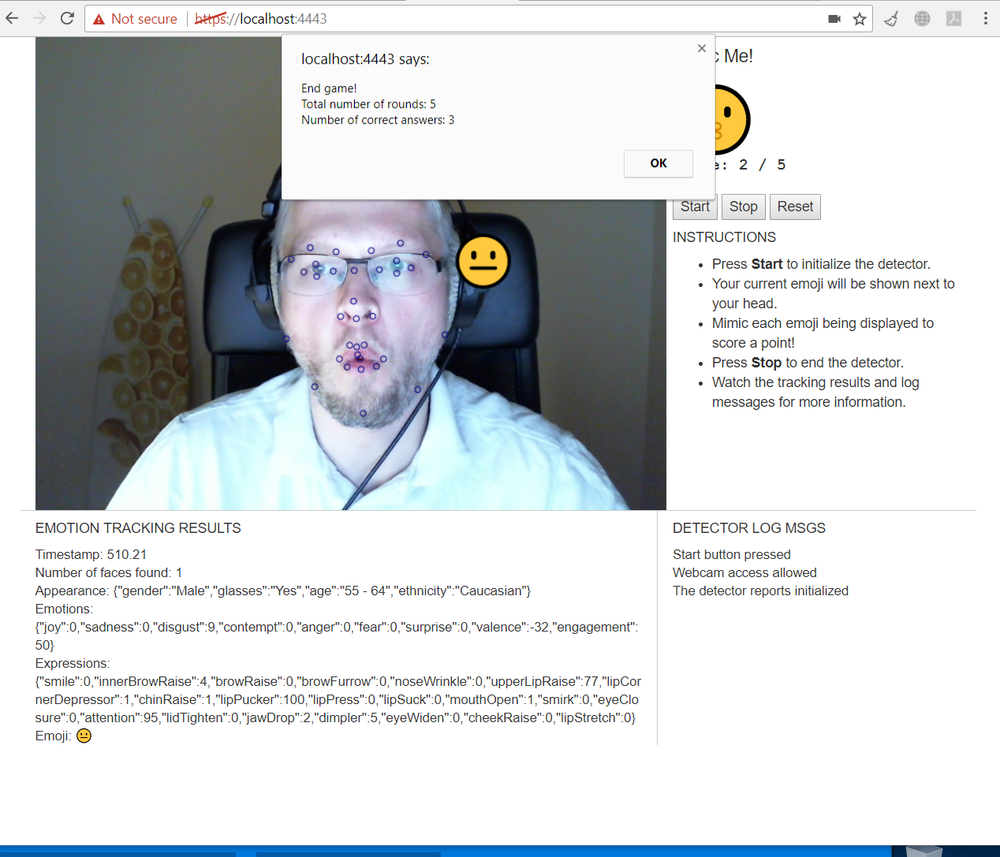 Not secure | https://localhost:4443
localhost:4443 says:
End game!
Total number of rounds: 5
Number of correct answers: 3
OK
c Me!
e: 2 / 5
Start Stop Reset
INSTRUCTIONS
• Press Start to initialize the detector.
• Your current emoji will be shown next to
your head.
• Mimic each emoji being displayed to
score a point!
• Press Stop to end the detector.
• Watch the tracking results and log
messages for more information.
EMOTION TRACKING RESULTS
Timestamp: 510.21
Number of faces found: 1
Appearance: {"gender":"Male","glasses":"Yes","age":"55 - 64","ethnicity":"Caucasian"}
Emotions:
{"joy":0,"sadness":0,"disgust":9,"contempt":0,"anger":0,"fear":0,"surprise":0,"valence":-32,"engagement":
50}
Expressions:
{"smile":0,"innerBrowRaise":4,"browRaise":0,"browFurrow":0,"noseWrinkle":0,"upperLipRaise":77,"lipCor
nerDepressor":1,"chinRaise":1,"lipPucker":100,"lipPress":0,"lipSuck":0,"mouthOpen":1,"smirk":0,"eyeClo
sure":0,"attention":95,"lidTighten":0,"jawDrop":2,"dimpler":5,"eyeWiden":0,"cheekRaise":0,"lipStretch":0}
Emoji: 😐
DETECTOR LOG MSGS
Start button pressed
Webcam access allowed
The detector reports initialized